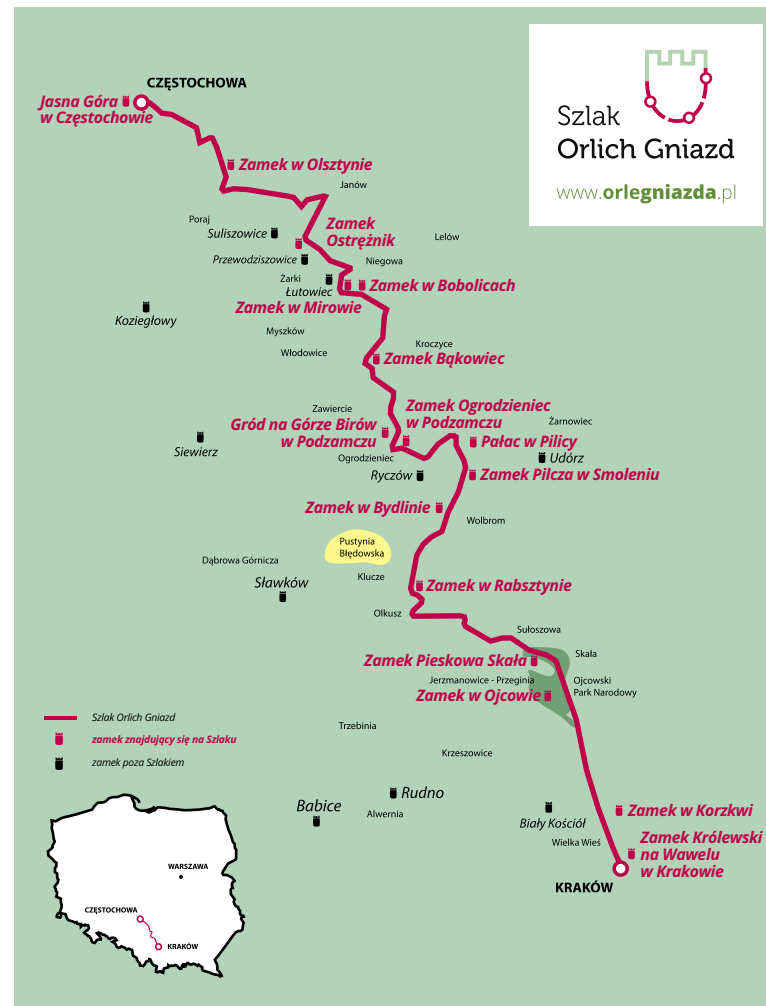 CZĘSTOCHOWA
Jasna Góra
w Częstochowie
Szlak
Orlich Gniazd
www.orlegniazda.pl
Zamek w Olsztynie
Janów
Poraj
Suliszowice
Zamek
Ostrężnik
Lelów
Przewodziszowice
Niegowa
Żarki
Łutowiec
Zamek w Bobolicach
Zamek w Mirowie
Koziegłowy
Myszków
Kroczyce
Włodowice
Zamek Bąkowiec
Zawiercie
Zamek Ogrodzieniec
w Podzamczu
Żarnowiec
Gród na Górze Birów
w Podzamczu
Pałac w Pilicy
Siewierz
Ogrodzieniec
Udórz
Ryczów
Zamek Pilcza w Smoleniu
Zamek w Bydlinie
Wolbrom
Pustynia
Błędowska
Dąbrowa Górnicza
Klucze
Sławków
Zamek w Rabsztynie
Olkusz
Sułoszowa
Skała
Zamek Pieskowa Skała
Jerzmanowice - Przeginia
Ojcowski
Park Narodowy
Zamek w Ojcowie
Szlak Orlich Gniazd
zamek znajdujący się na Szlaku
zamek poza Szlakiem
Trzebinia
Krzeszowice
Rudno
Babice
Alwernia
Zamek w Korzkwi
Biały Kościół
Wielka Wieś
Zamek Królewski
na Wawelu
w Krakowie
KRAKÓW
WARSZAWA
CZĘSTOCHOWA
KRAKÓW